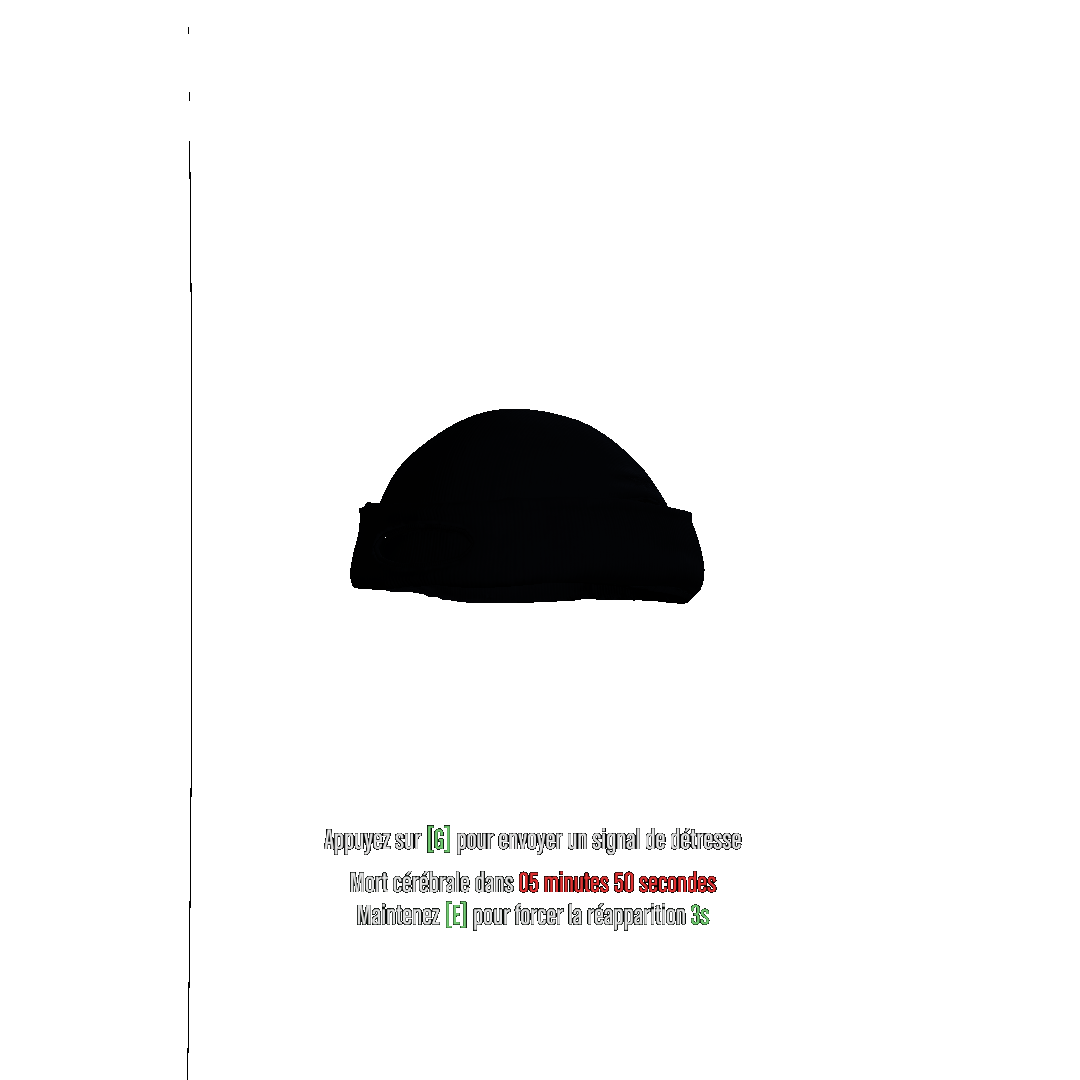 Appuyez sur [G] pour envoyer un signal de détresse
Mort cérébrale dans 05 minutes 50 secondes
Maintenez [E] pour forcer la réapparition 3s